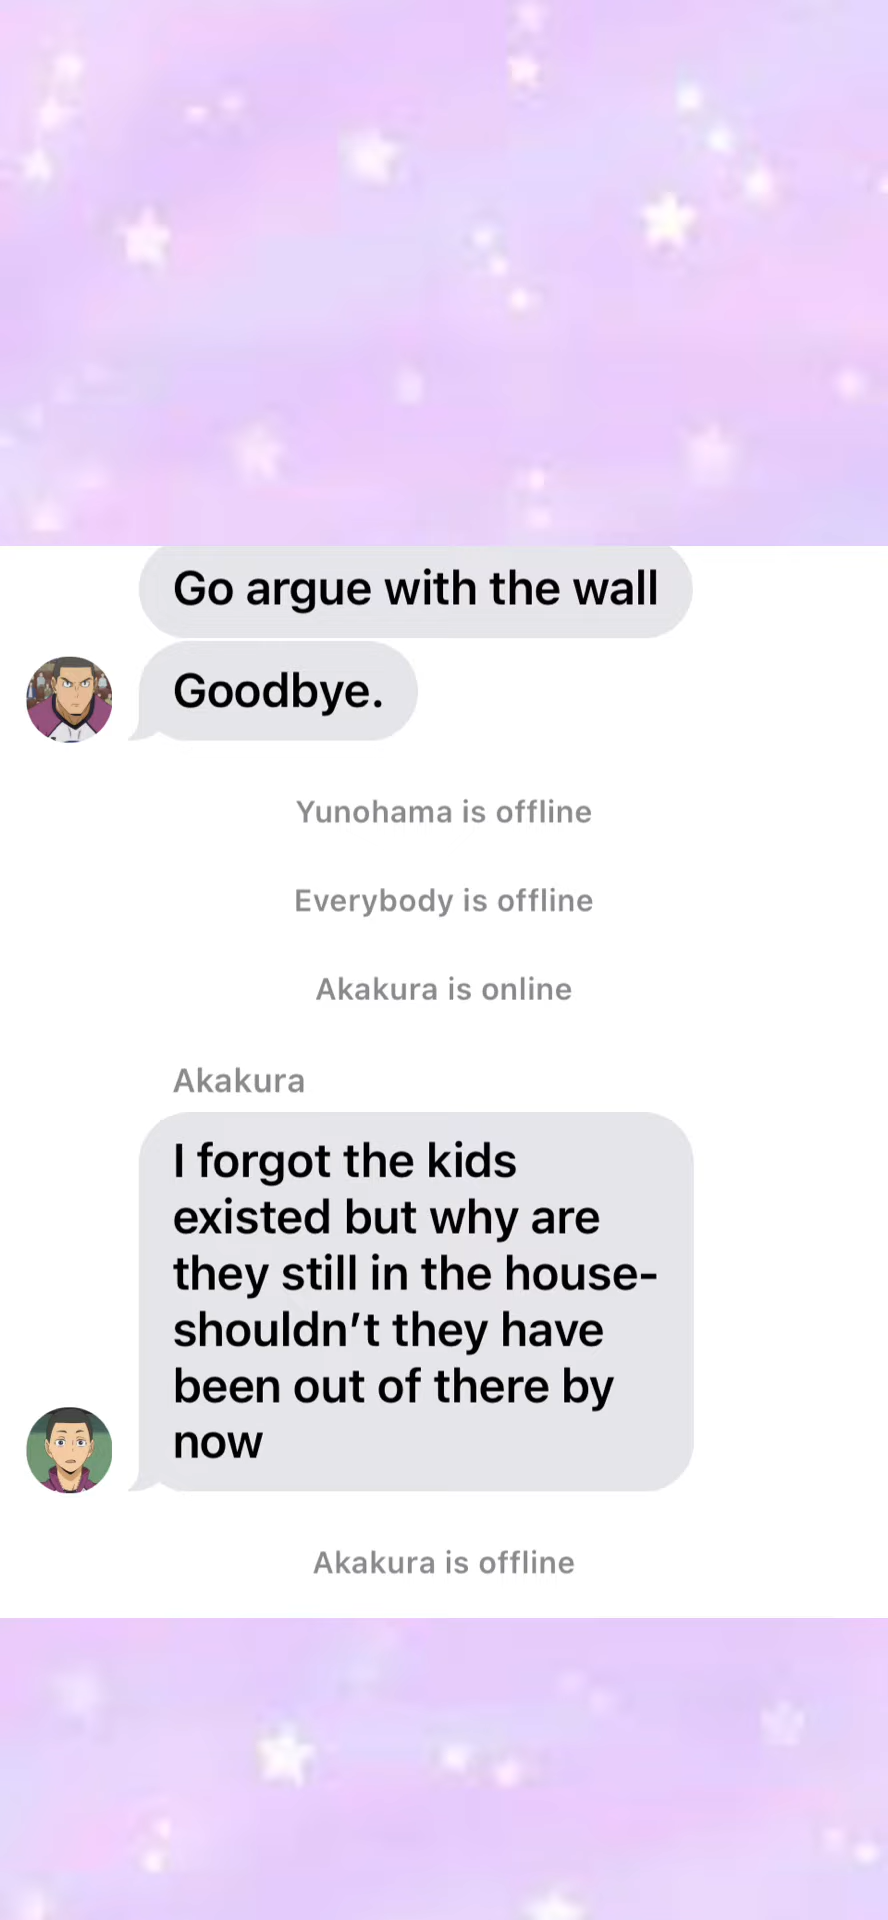 Go argue with the wall
Goodbye.
Yunohama is offline
Everybody is offline
Akakura is online
Akakura
I forgot the kids
existed but why are
they still in the house-
shouldn’t they have
been out of there by
now
Akakura is offline